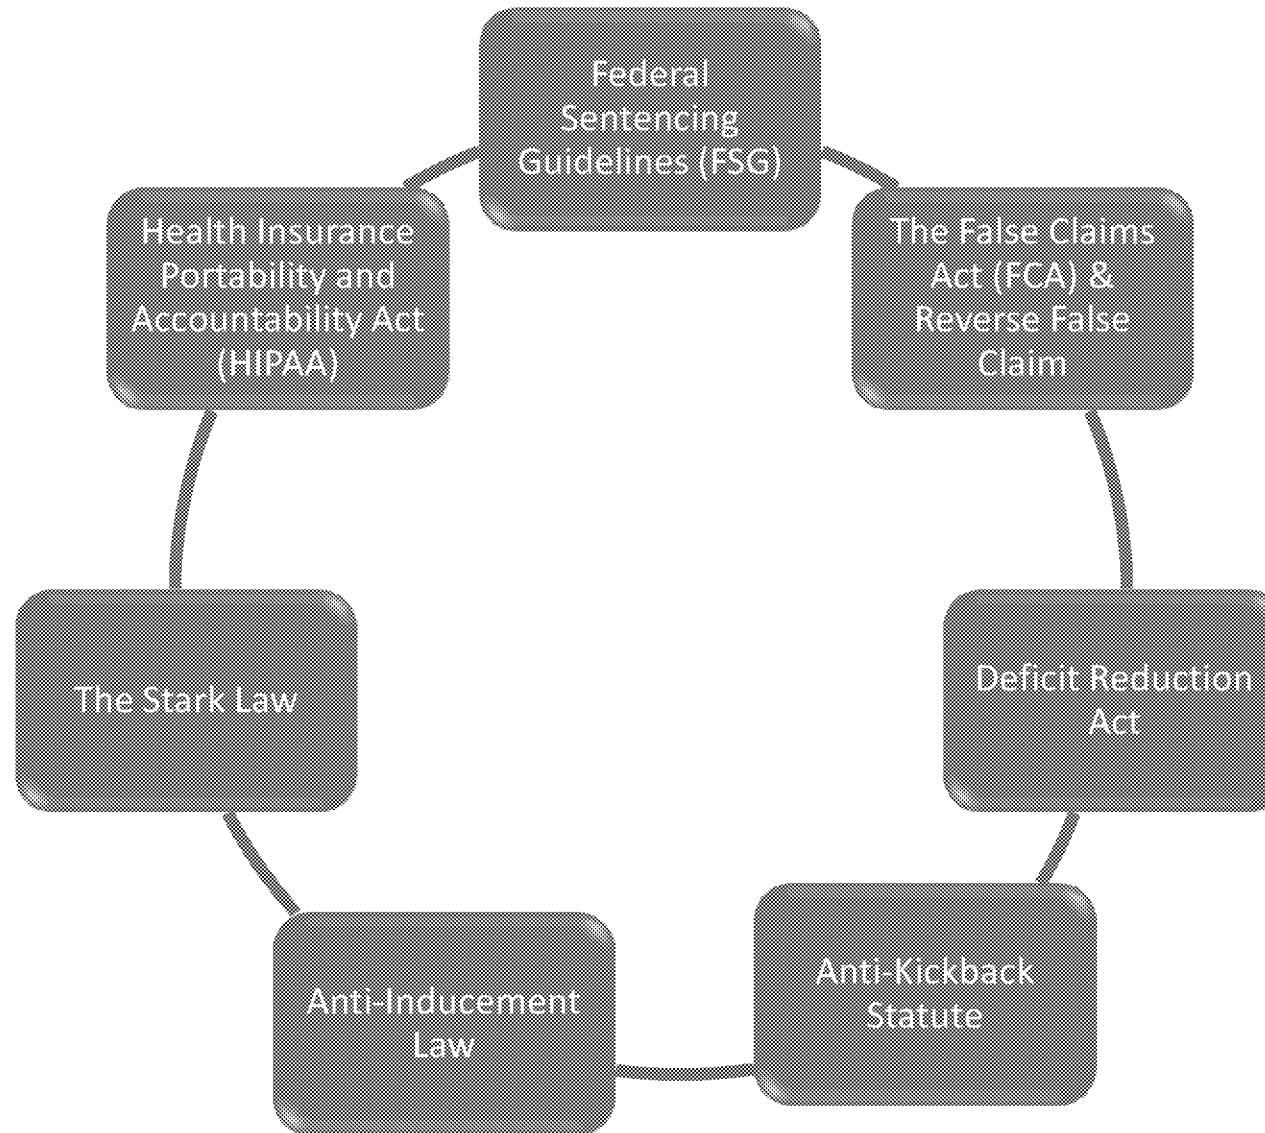 Federal
Sentencing
Guidelines (FSG)
The False Claims
Act (FCA) &
Reverse False
Claim
Deficit Reduction
Act
Anti-Kickback
Statute
Anti-Inducement
Law
The Stark Law
Health Insurance
Portability and
Accountability Act
(HIPAA)